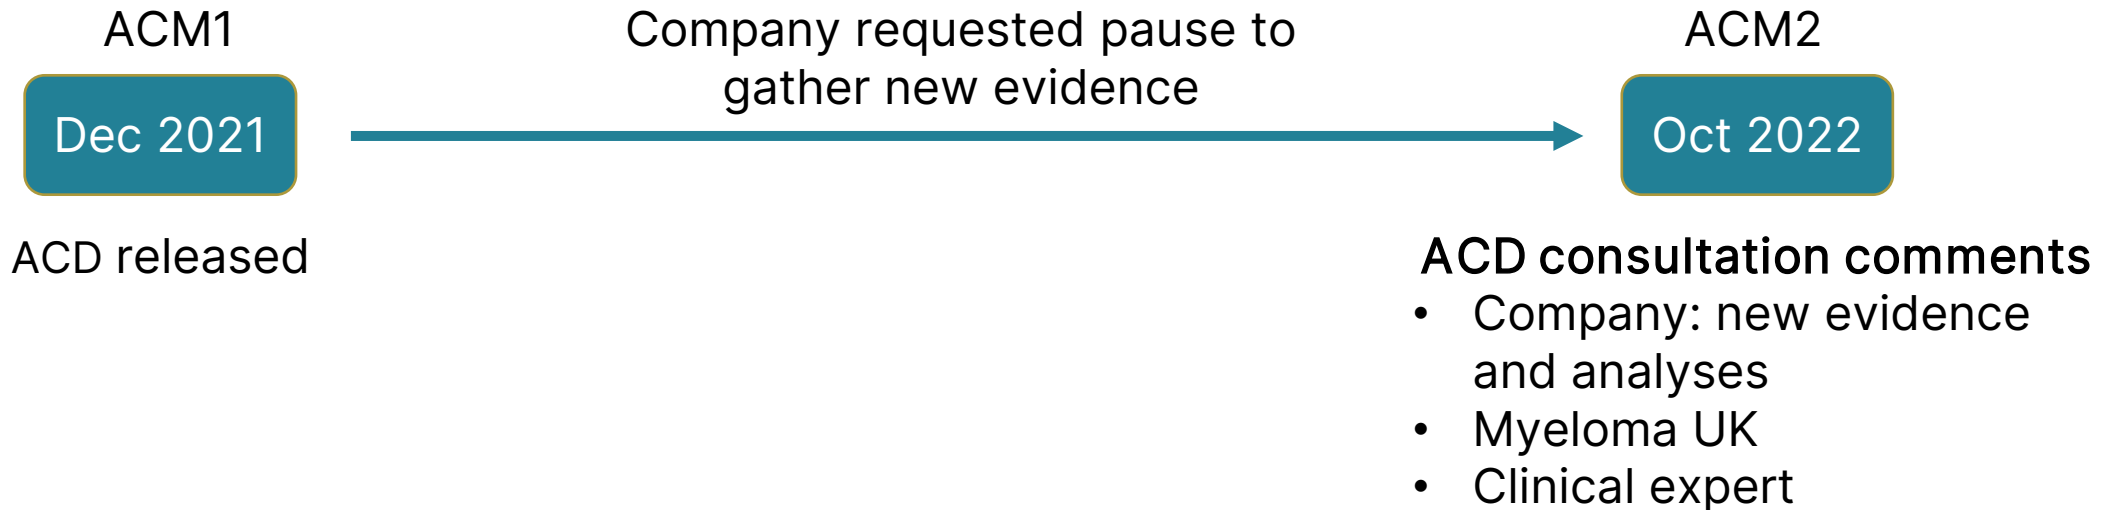 ACM1
Dec 2021
ACD released
Company requested pause to
gather new evidence
ACM2
Oct 2022
ACD consultation comments
• Company: new evidence
and analyses
• Myeloma UK
• Clinical expert